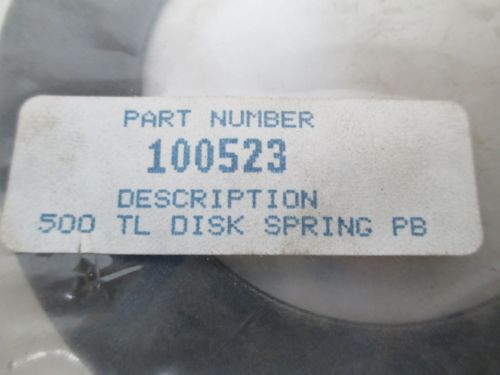 PART NUMBER
100523
DESCRIPTION
500 TL DISK SPRING PB